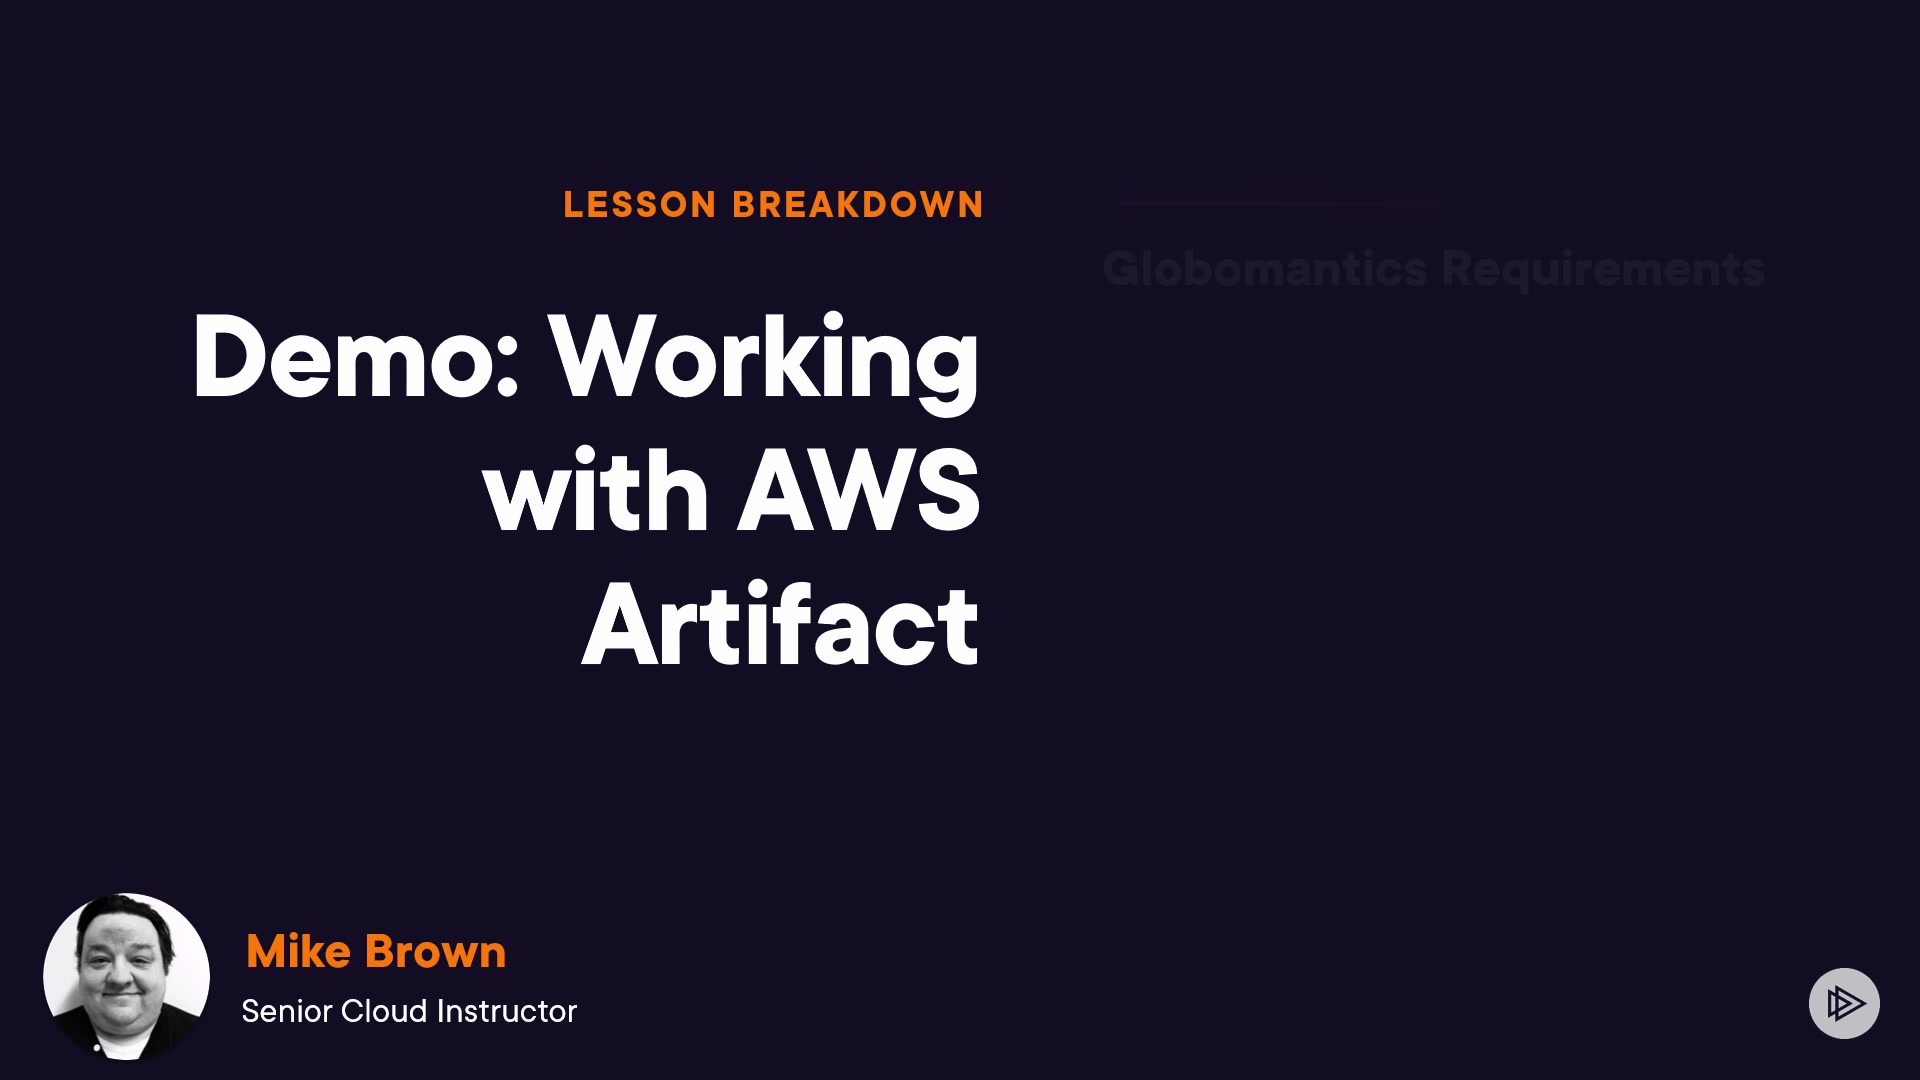 LESSON BREAKDOWN
Demo: Working
with AWS
Artifact
Globomantics Requirements
Mike Brown
Senior Cloud Instructor